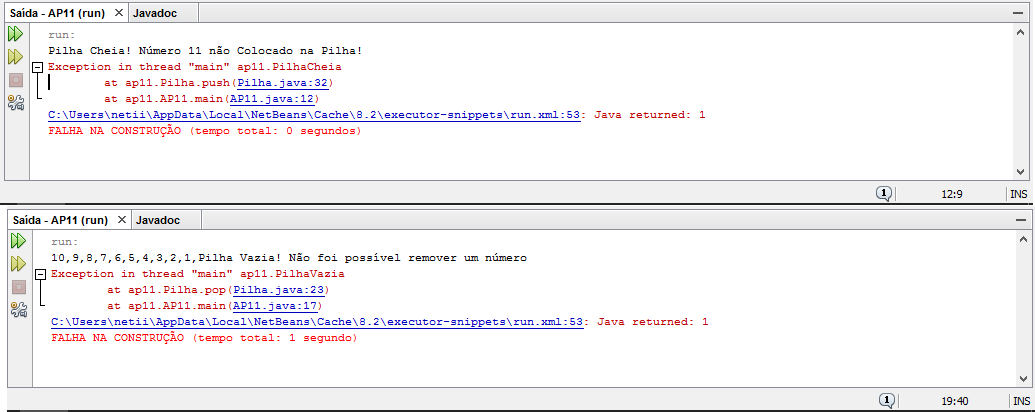 Saída - AP11 (run) × Javadoc
run:
Pilha Cheia! Número 11 não Colocado na Pilha!
Exception in thread "main" ap11.PilhaCheia
at ap11.Pilha.push(Pilha.java:32)
at ap11.AP11.main(AP11.java:12)
C:\Users\netii\AppData\Local\NetBeans\Cache\8.2\executor-snippets\run.xml:53: Java returned: 1
FALHA NA CONSTRUÇÃO (tempo total: 0 segundos)
1 12:9 INS
Saída - AP11 (run) × Javadoc
run:
10,9,8,7,6,5,4,3,2,1,Pilha Vazia! Não foi possível remover um número
Exception in thread "main" ap11.PilhaVazia
at ap11.Pilha.pop(Pilha.java:23)
at ap11.AP11.main(AP11.java:17)
C:\Users\netii\AppData\Local\NetBeans\Cache\8.2\executor-snippets\run.xml:53: Java returned: 1
FALHA NA CONSTRUÇÃO (tempo total: 1 segundo)
1 19:40 INS